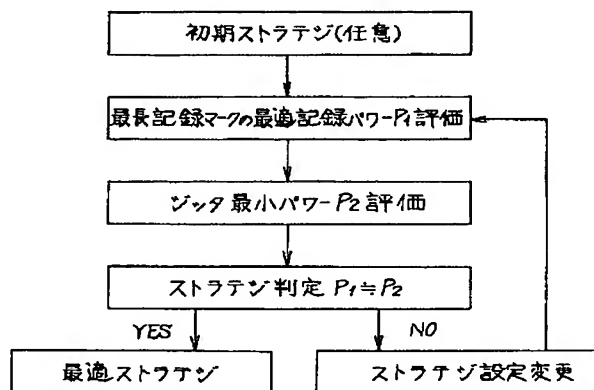 初期ストラテジ(任意)
最長記録マークの最適記録パワーP1評価
ジッタ最小パワーP2評価
ストラテジ判定 P1≒P2
YES
NO
最適ストラテジ
ストラテジ設定変更